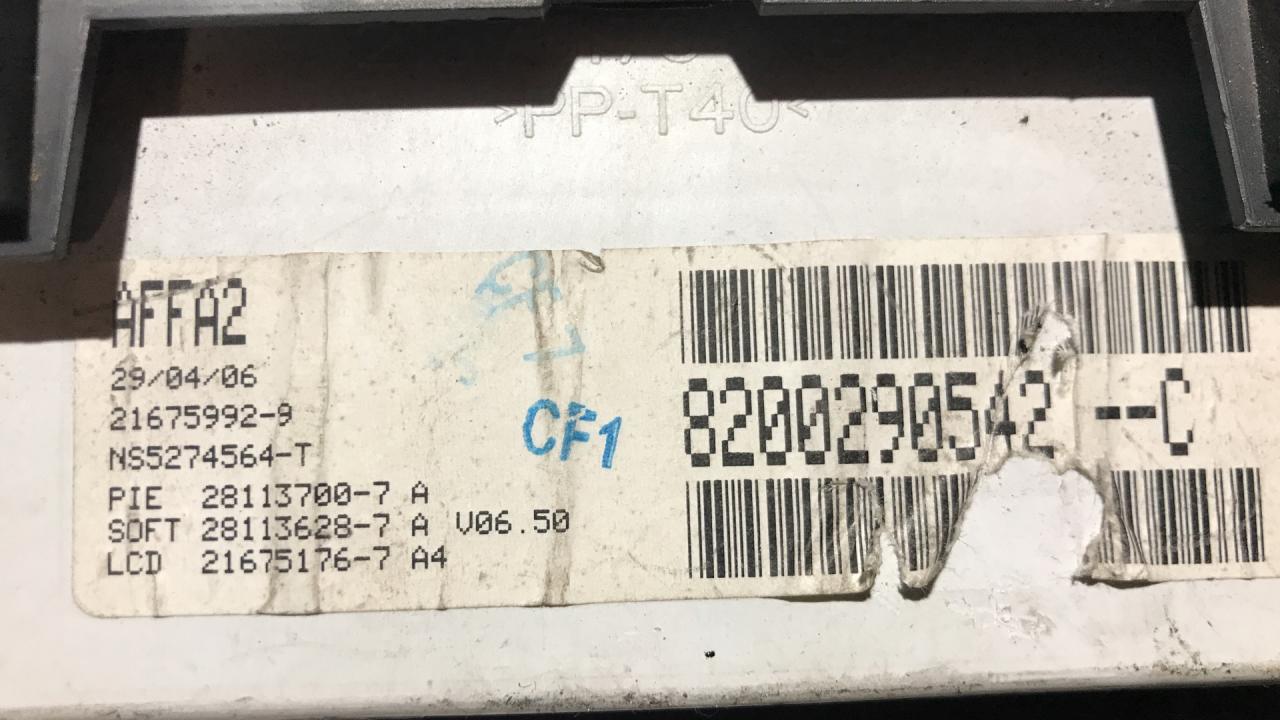 >PP-T40<
AFFA2
29/04/06
21675992-9
NS5274564-T
PIE 28113700-7 A
SOFT 28113628-7 A V06.50
LCD 21675176-7 A4
CF1
CF1
8200290542 --C